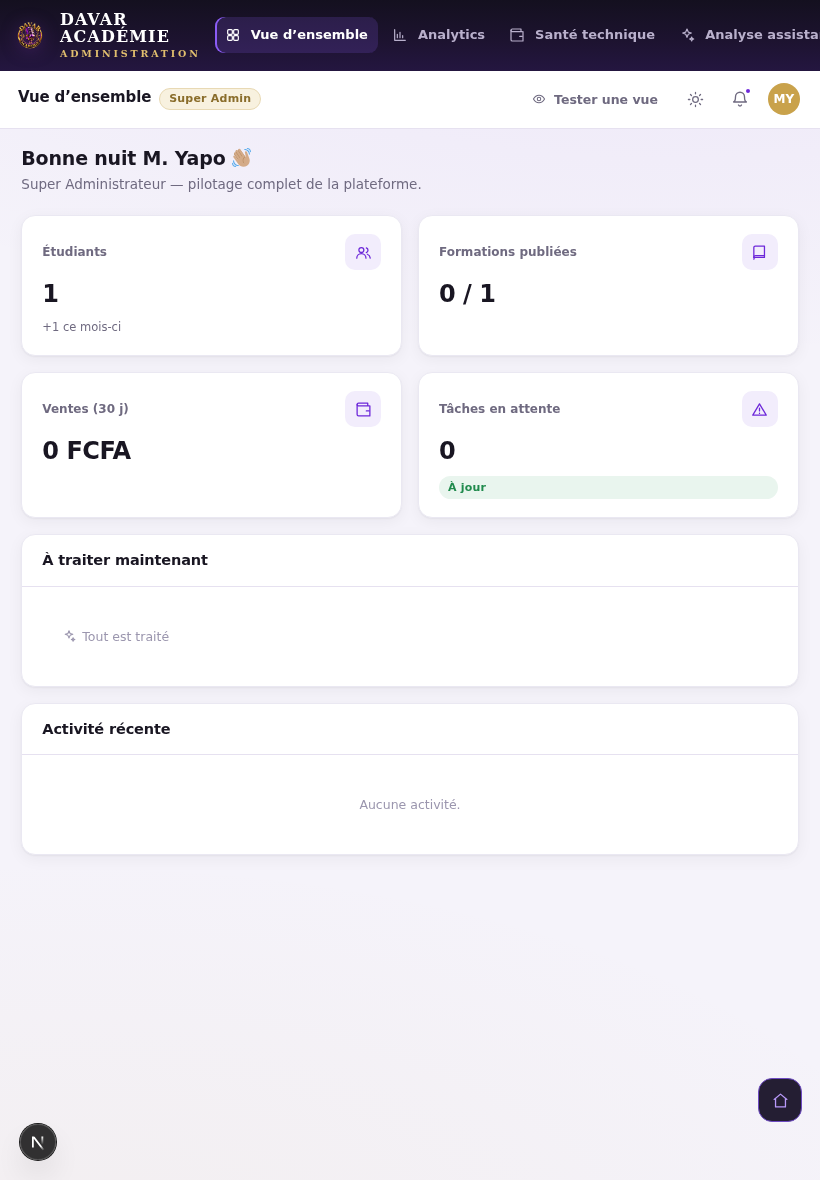 DAVAR
ACADÉMIE
ADMINISTRATION
Vue d’ensemble
Analytics
Santé technique
Analyse assista
Vue d’ensemble
Super Admin
Tester une vue
MY
Bonne nuit M. Yapo 👋🏼
Super Administrateur — pilotage complet de la plateforme.
Étudiants
1
+1 ce mois-ci
Formations publiées
0 / 1
Ventes (30 j)
0 FCFA
Tâches en attente
0
À jour
À traiter maintenant
Tout est traité
Activité récente
Aucune activité.
N